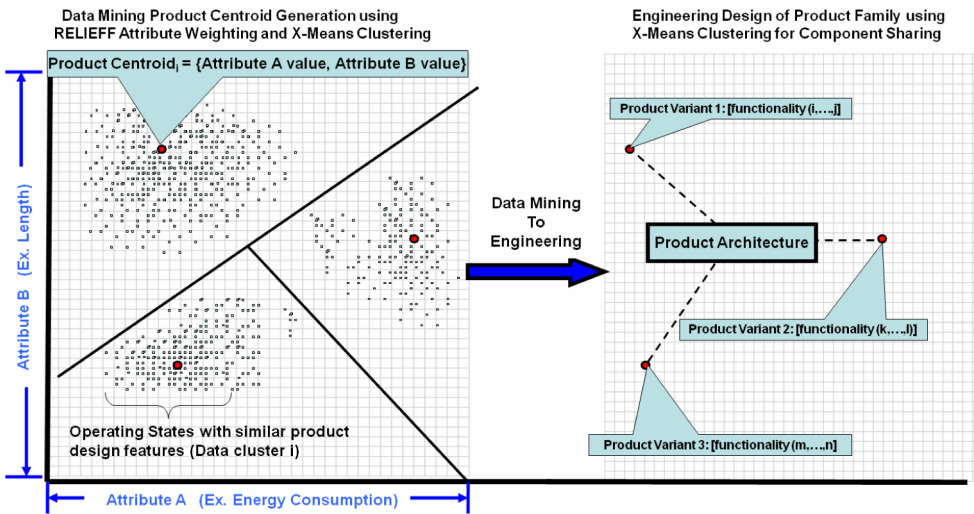 Data Mining Product Centroid Generation using
RELIEFF Attribute Weighting and X-Means Clustering
Engineering Design of Product Family using
X-Means Clustering for Component Sharing
Product Centroidi = {Attribute A value, Attribute B value}
Product Variant 1: [functionality (i,…,j]
Attribute B (Ex. Length)
Data Mining
To
Engineering
Product Architecture
Product Variant 2: [functionality (k,…,l)]
Operating States with similar product
design features (Data cluster i)
Product Variant 3: [functionality (m,…,n]
Attribute A (Ex. Energy Consumption)